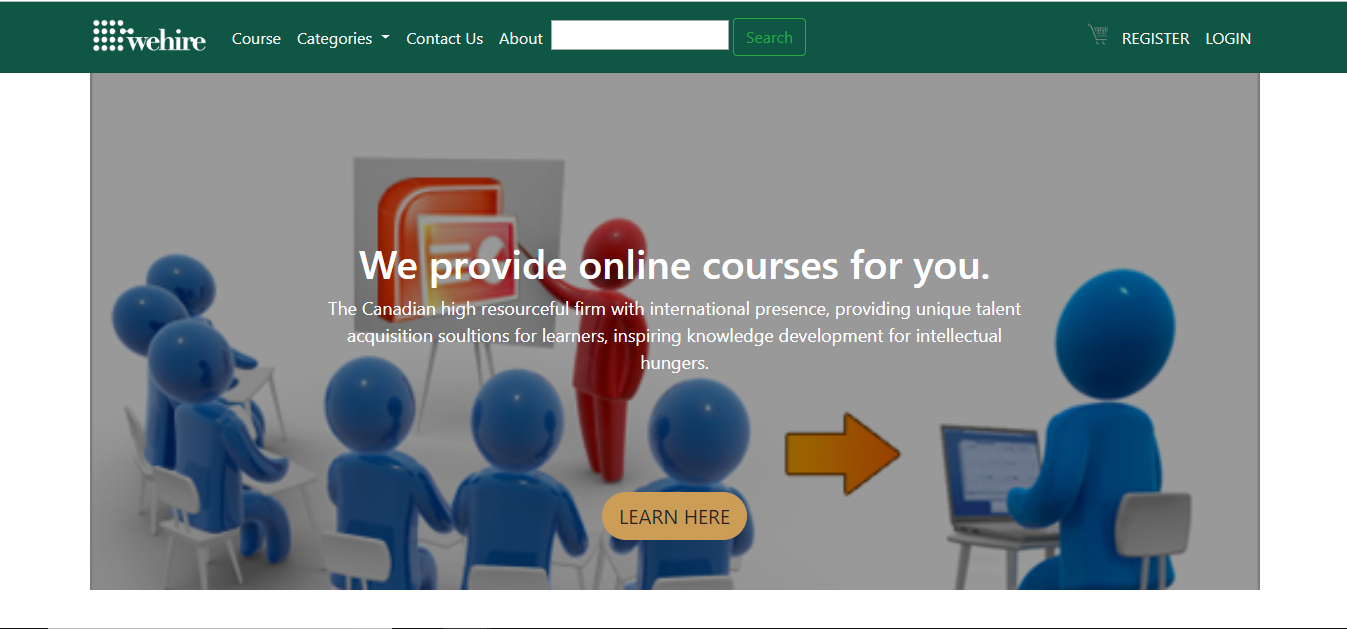 wehire Course Categories Contact Us About Search REGISTER LOGIN
We provide online courses for you.
The Canadian high resourceful firm with international presence, providing unique talent
acquisition soultions for learners, inspiring knowledge development for intellectual
hungers.
LEARN HERE